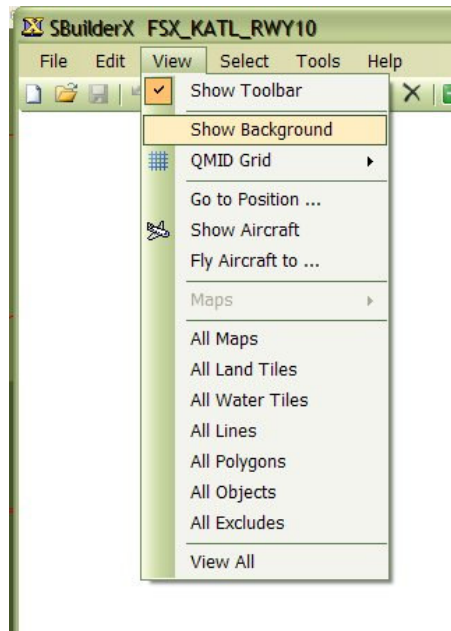 SBuilderX FSX_KATL_RWY10
File Edit View Select Tools Help
Show Toolbar
Show Background
QMID Grid
Go to Position ...
Show Aircraft
Fly Aircraft to ...
Maps
All Maps
All Land Tiles
All Water Tiles
All Lines
All Polygons
All Objects
All Excludes
View All